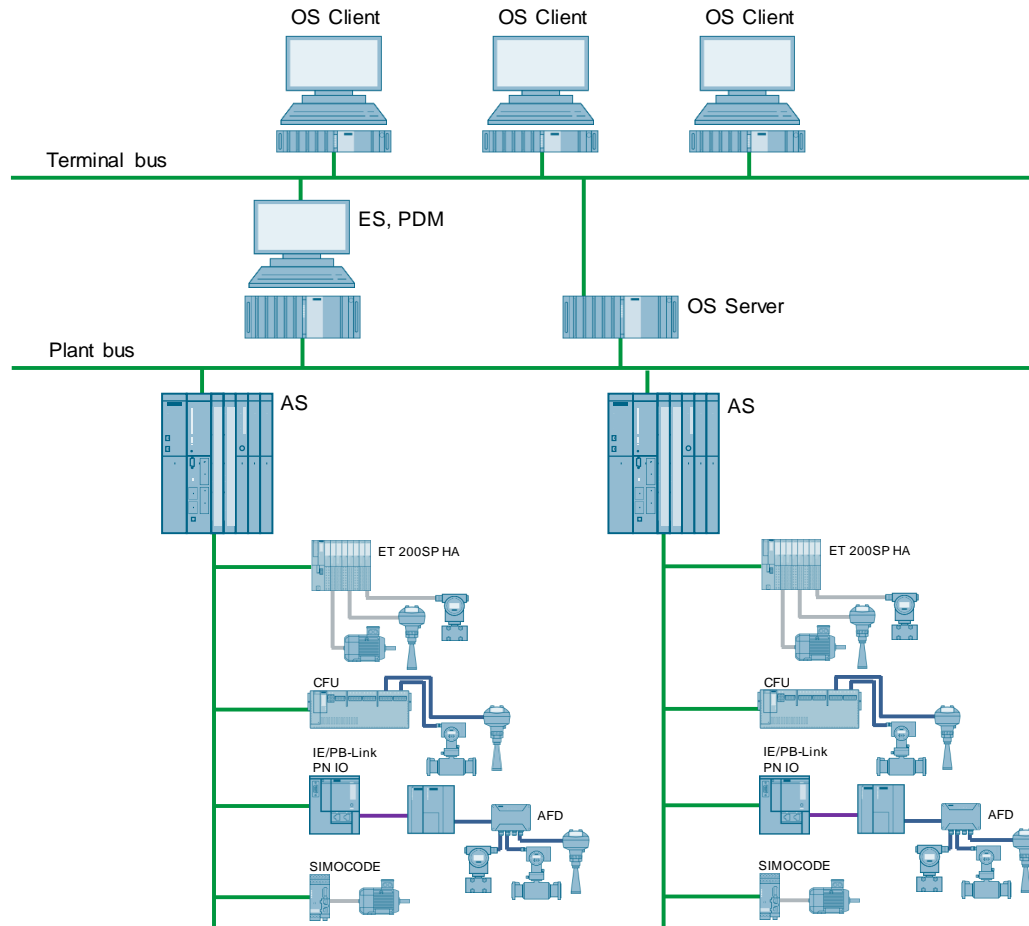 OS Client
OS Client
OS Client
Terminal bus
ES, PDM
OS Server
Plant bus
AS
AS
ET 200SP HA
ET 200SP HA
CFU
CFU
IE/PB-Link
PN IO
IE/PB-Link
PN IO
AFD
AFD
SIMOCODE
SIMOCODE